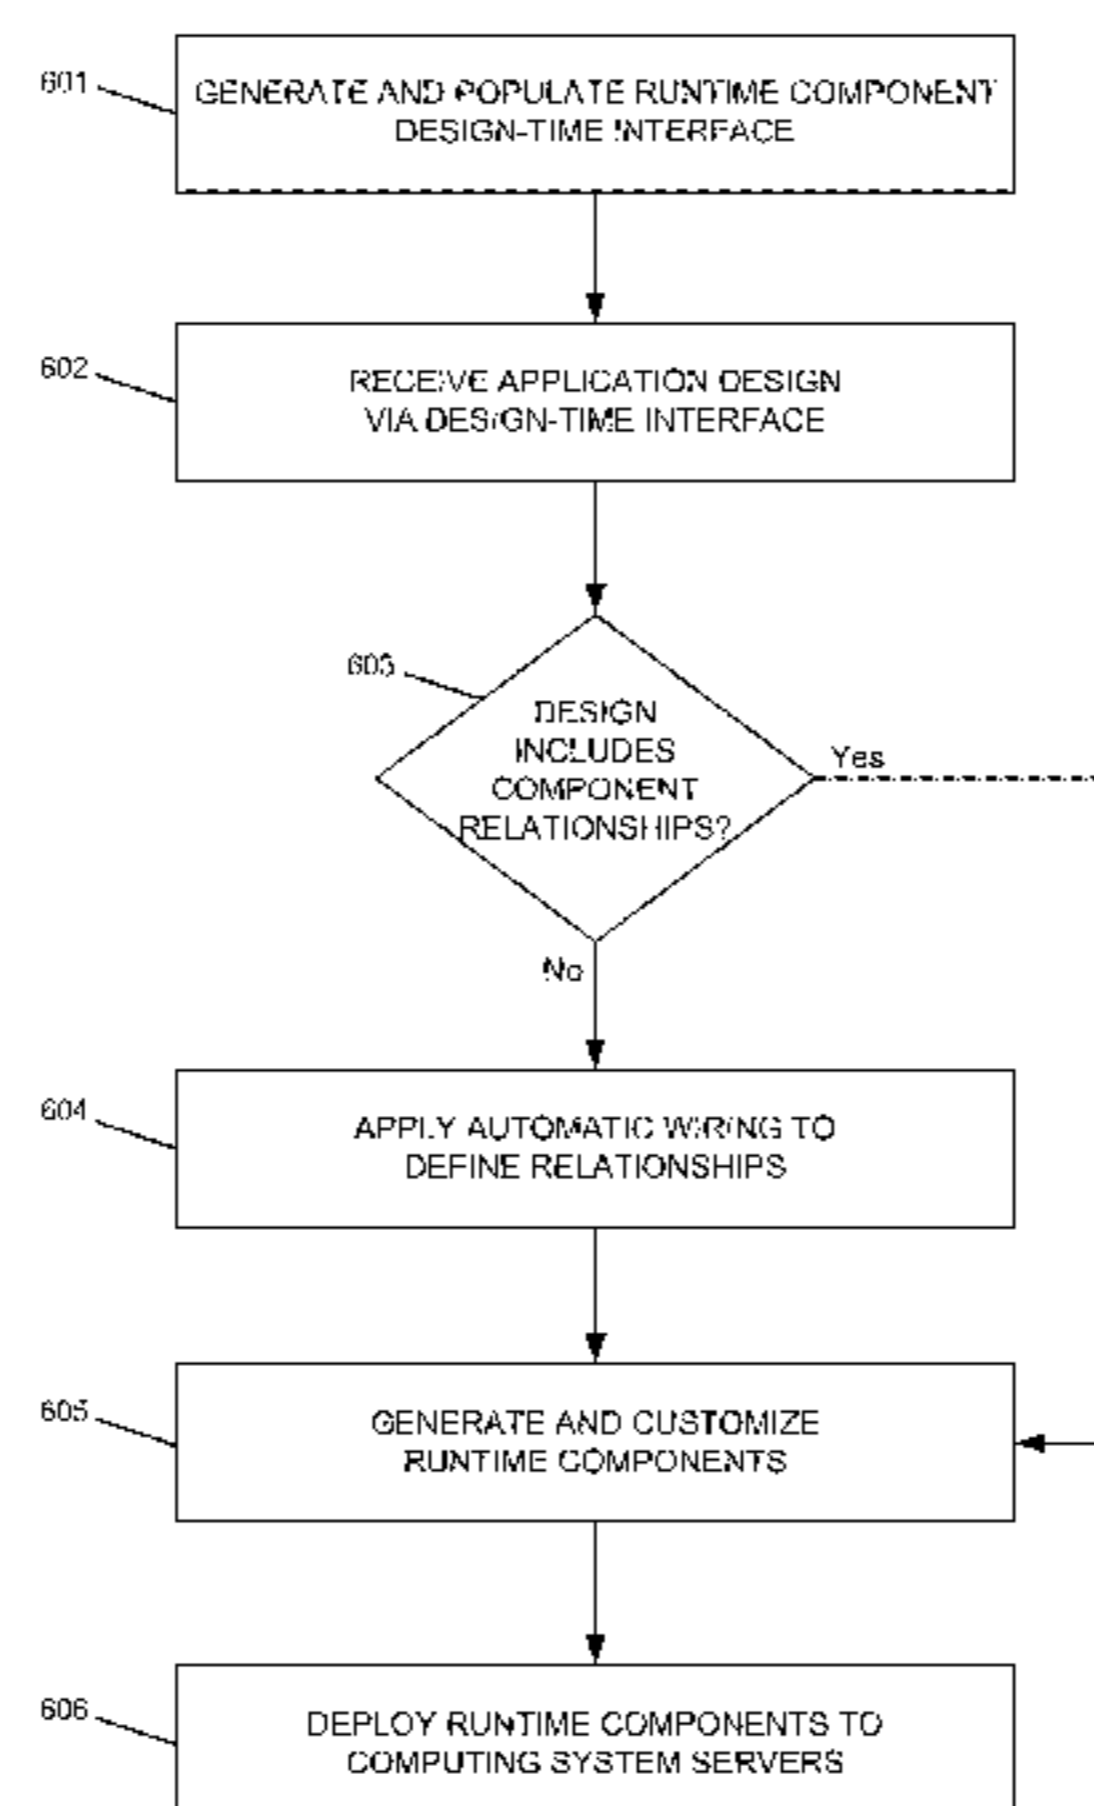 601
GENERATE AND POPULATE RUNTIME COMPONENT
DESIGN-TIME INTERFACE
602
RECEIVE APPLICATION DESIGN
VIA DESIGN-TIME INTERFACE
603
DESIGN
INCLUDES
COMPONENT
RELATIONSHIPS?
Yes
No
604
APPLY AUTOMATIC WIRING TO
DEFINE RELATIONSHIPS
605
GENERATE AND CUSTOMIZE
RUNTIME COMPONENTS
606
DEPLOY RUNTIME COMPONENTS TO
COMPUTING SYSTEM SERVERS